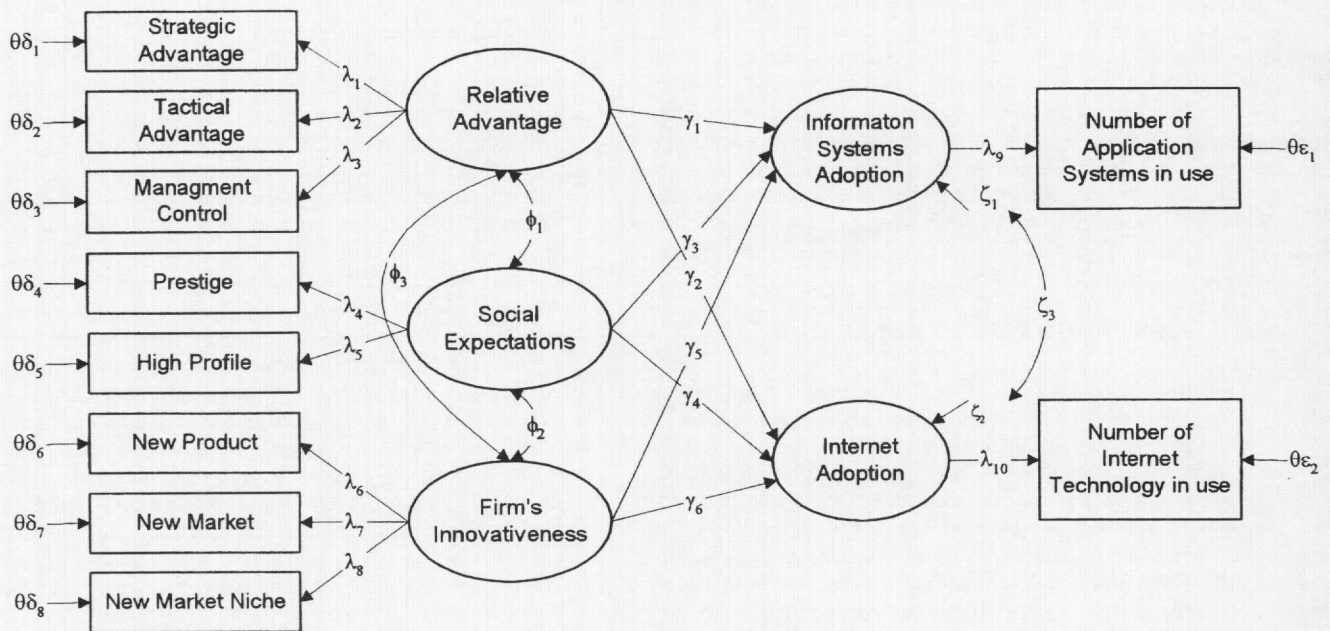 θδ1
Strategic
Advantage
θδ2
Tactical
Advantage
θδ3
Managment
Control
θδ4
Prestige
θδ5
High Profile
θδ6
New Product
θδ7
New Market
θδ8
New Market Niche
λ1
λ2
λ3
λ4
λ5
λ6
λ7
λ8
Relative
Advantage
ϕ1
ϕ3
Social
Expectations
ϕ2
Firm's
Innovativeness
γ1
γ3
γ2
γ5
γ4
γ6
Informaton
Systems
Adoption
Internet
Adoption
λ9
ζ1
ζ3
ζ2
λ10
Number of
Application
Systems in use
θε1
Number of
Internet
Technology in use
θε2